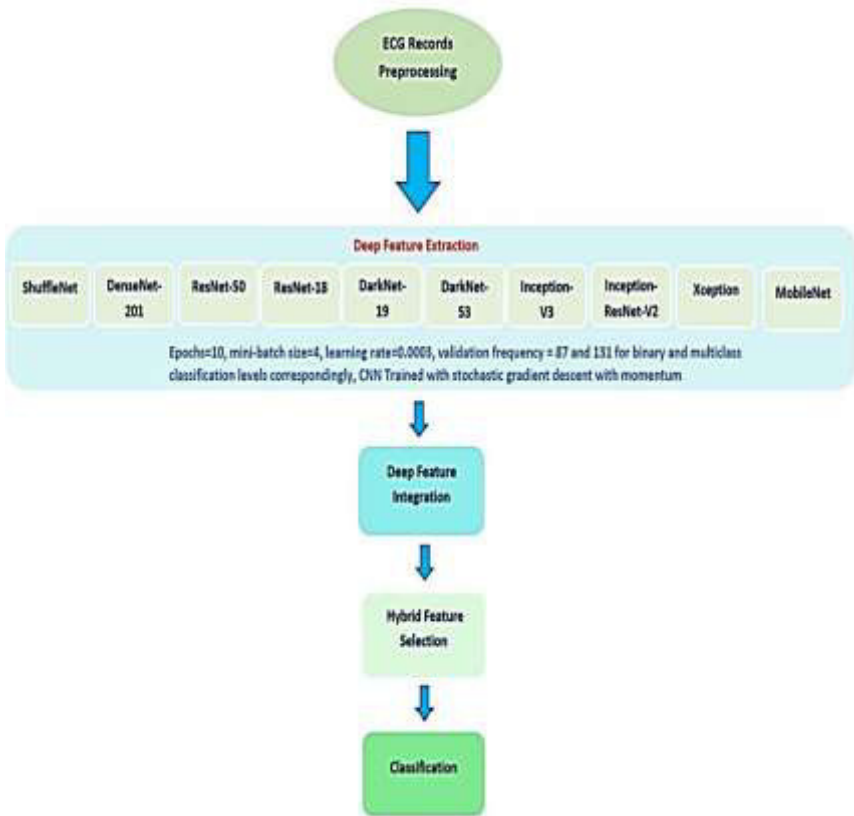 ECG Records
Preprocessing
Deep Feature Extraction
ShuffleNet
DenseNet-
201
ResNet-50
ResNet-18
DarkNet-
19
DarkNet-
53
Inception-
V3
Inception-
ResNet-V2
Xception
MobileNet
Epochs=10, mini-batch size=4, learning rate=0.0003, validation frequency = 87 and 131 for binary and multiclass
classification levels correspondingly, CNN Trained with stochastic gradient descent with momentum
Deep Feature
Integration
Hybrid Feature
Selection
Classification